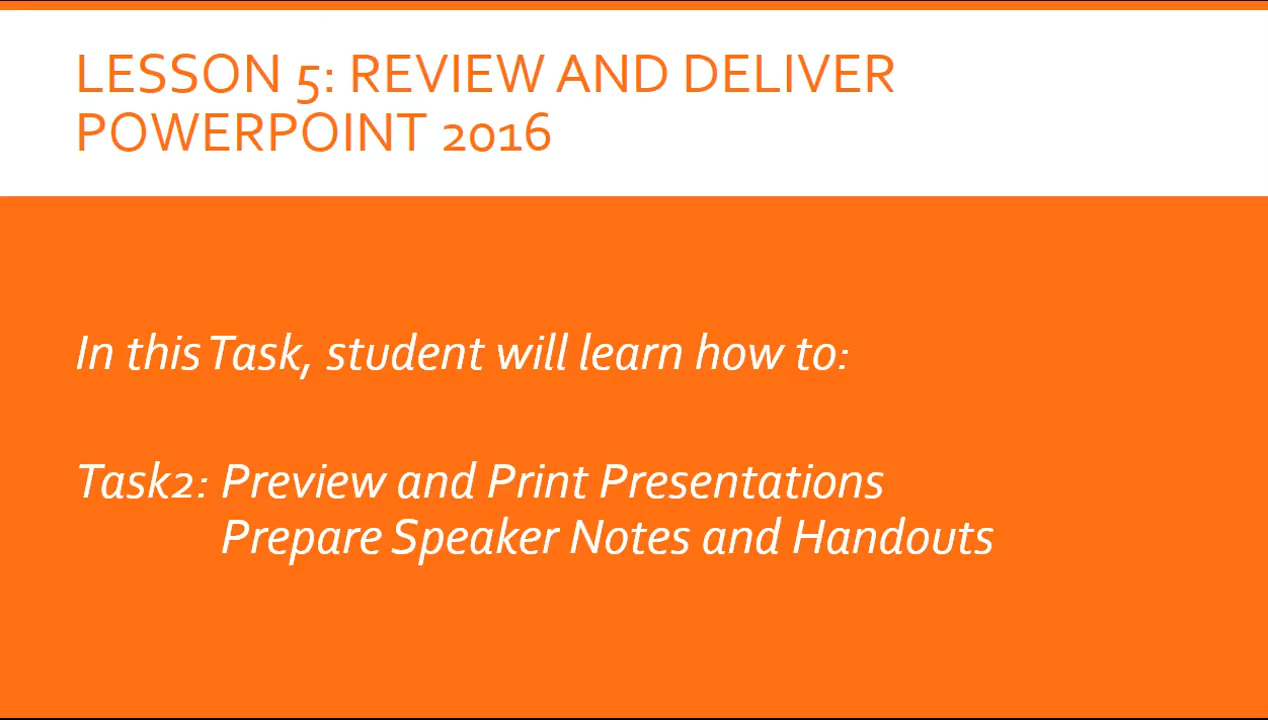 LESSON 5: REVIEW AND DELIVER
POWERPOINT 2016
In this Task, student will learn how to:
Task2: Preview and Print Presentations
Prepare Speaker Notes and Handouts